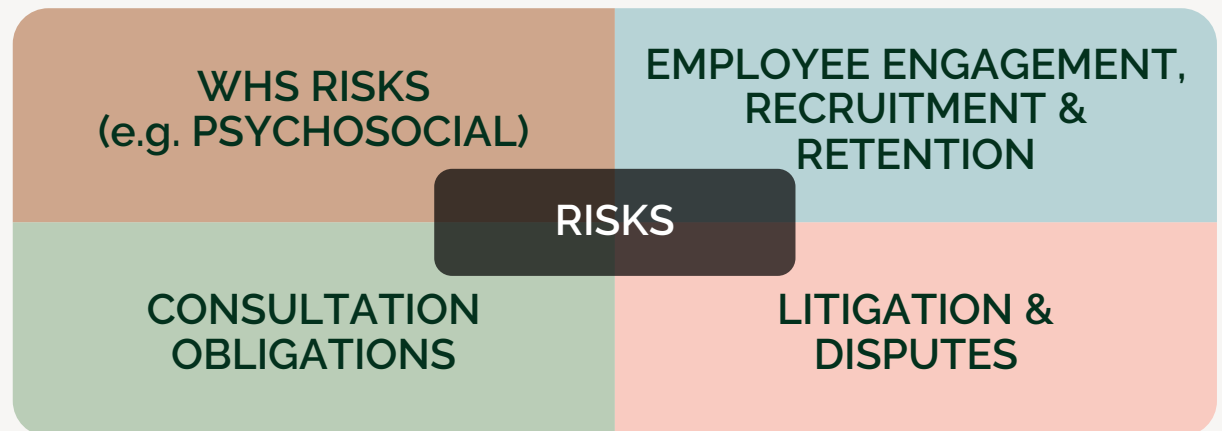 WHS RISKS
(e.g. PSYCHOSOCIAL)
EMPLOYEE ENGAGEMENT,
RECRUITMENT &
RETENTION
RISKS
CONSULTATION
OBLIGATIONS
LITIGATION &
DISPUTES